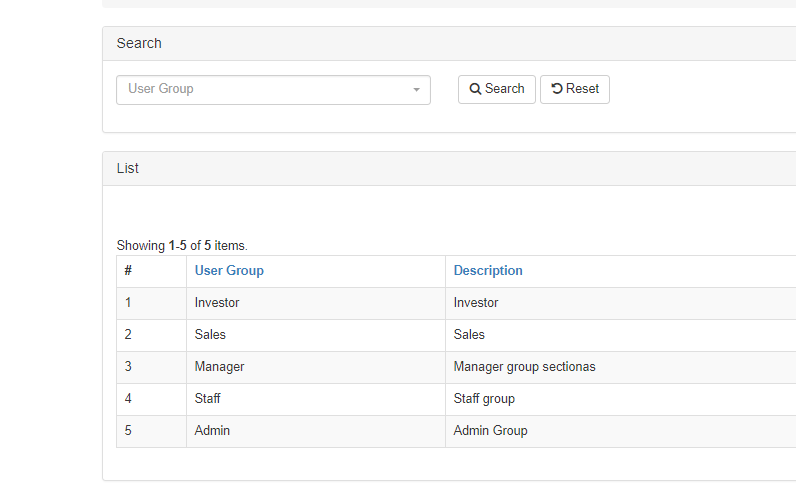 Search
User Group
Search Reset
List
Showing 1-5 of 5 items.
# User Group Description
1 Investor Investor
2 Sales Sales
3 Manager Manager group sectionas
4 Staff Staff group
5 Admin Admin Group